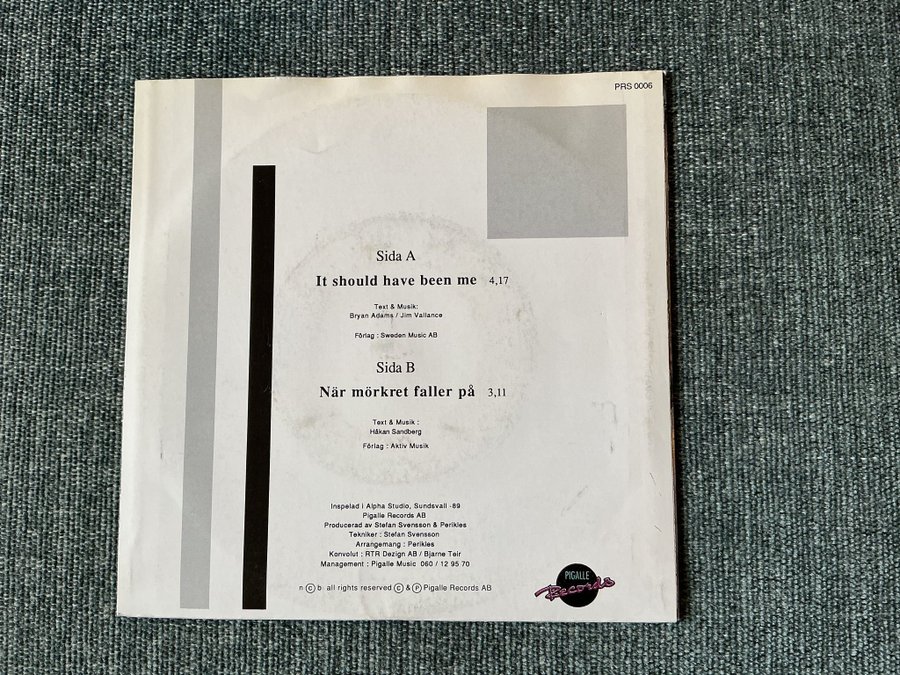 PRS 0006
Sida A
It should have been me 4,17
Text & Musik:
Bryan Adams / Jim Vallance
Förlag : Sweden Music AB
Sida B
När mörkret faller på 3,11
Text & Musik :
Håkan Sandberg
Förlag : Aktiv Musik
Inspelad i Alpha Studio, Sundsvall -89
Pigalle Records AB
Producerad av Stefan Svensson & Perikles
Tekniker : Stefan Svensson
Arrangemang : Perikles
Konvolut : RTR Dezign AB / Bjarne Teir
Management : Pigalle Music 060 / 12 95 70
n © b all rights reserved © & ℗ Pigalle Records AB
PIGALLE
Records